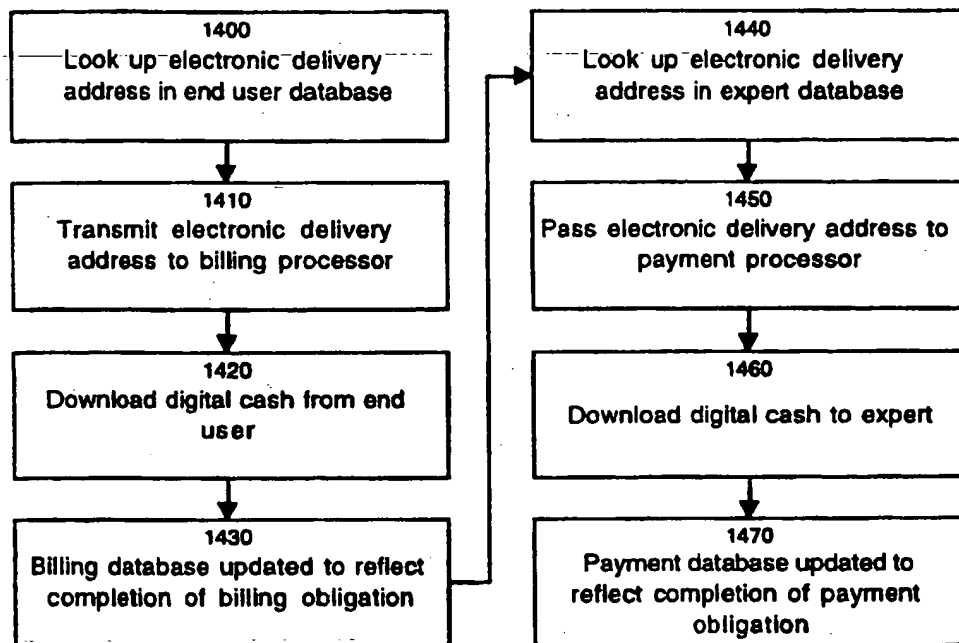 1400
Look up electronic delivery
address in end user database
1410
Transmit electronic delivery
address to billing processor
1420
Download digital cash from end
user
1430
Billing database updated to reflect
completion of billing obligation
1440
Look up electronic delivery
address in expert database
1450
Pass electronic delivery address to
payment processor
1460
Download digital cash to expert
1470
Payment database updated to
reflect completion of payment
obligation